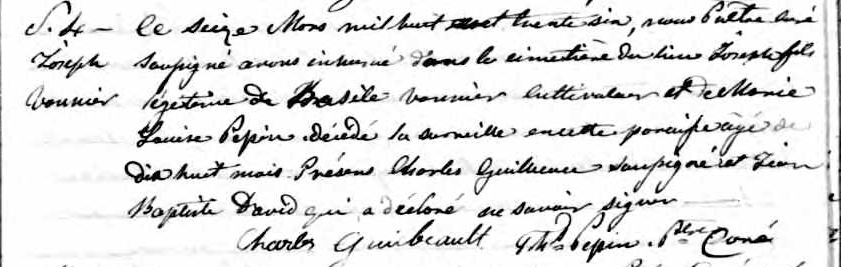 S. 4 — Le seize Mars mil huit cent trente six, nous Prêtre curé
Joseph soussigné avons inhumé dans le cimetière du lieu Joseph fils
Vannier légitime de Basile Vannier cultivateur et de Marie
Louise Pepin décédé la surveille en cette paroisse âgé de
dix huit mois. Présens Charles soussigné et Jean
Baptiste David qui a déclaré ne savoir signer
Charles Guilbeault Ths Pepin Ptre Curé